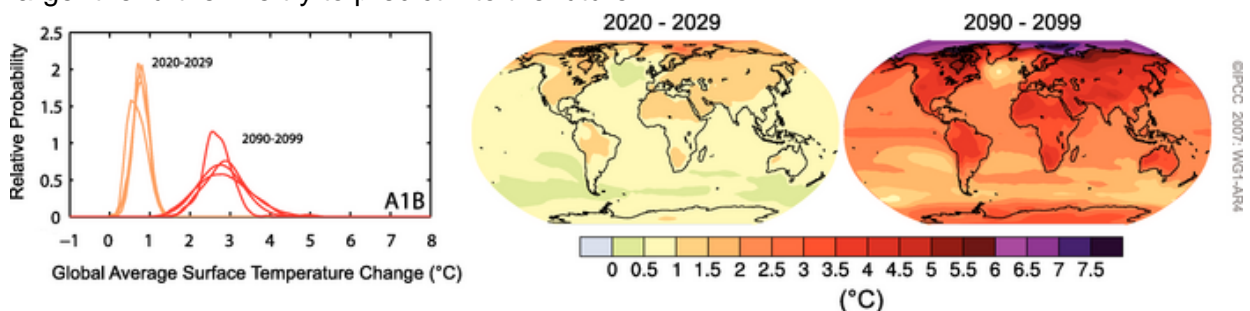 2020 - 2029
2090 - 2099
2.5
2
1.5
1
0.5
0
Relative Probability
2020-2029
2090-2099
A1B
−1 0 1 2 3 4 5 6 7 8
Global Average Surface Temperature Change (°C)
0 0.5 1 1.5 2 2.5 3 3.5 4 4.5 5 5.5 6 6.5 7 7.5
(°C)
©IPCC 2007: WG1-AR4